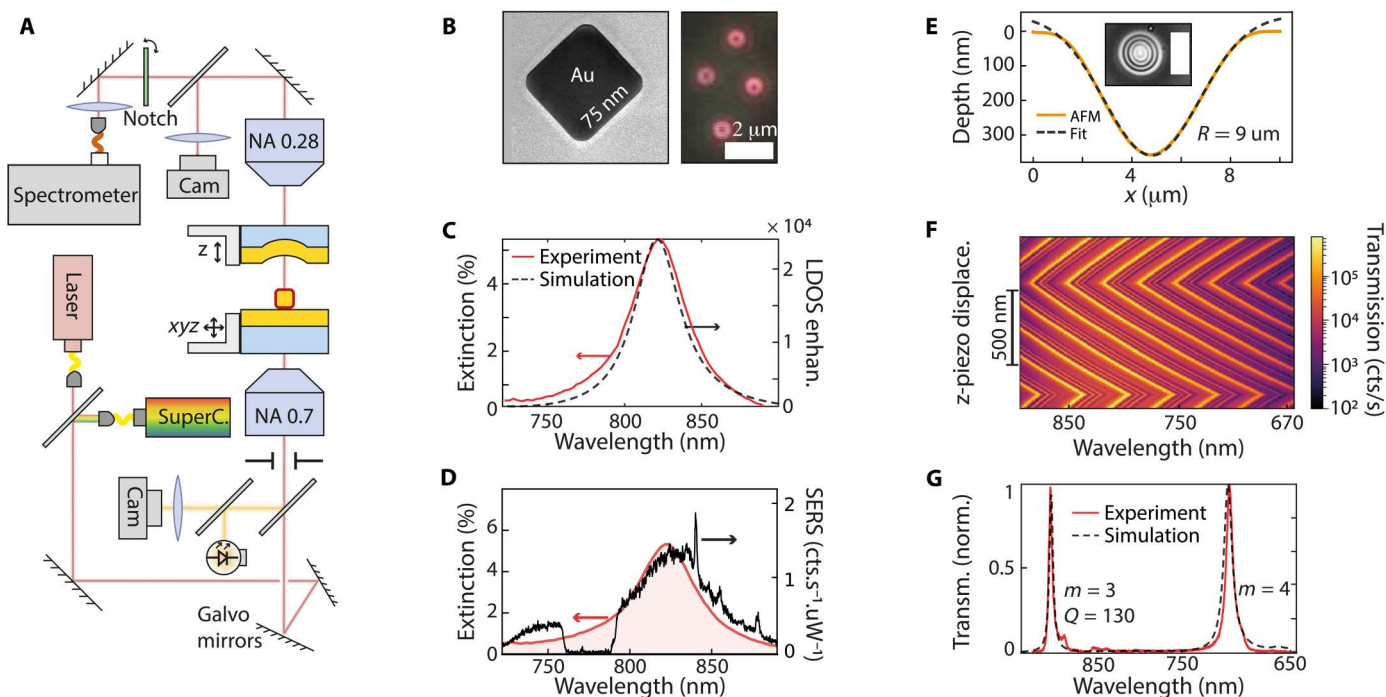 A
Notch
NA 0.28
Spectrometer
Cam
z
Laser
xyz
SuperC.
NA 0.7
Cam
Galvo
mirrors
B
Au
75 nm
2 μm
C
× 10⁴
Extinction (%)
4
2
0
Experiment
Simulation
LDOS enhan.
2
1
0
750 800 850
Wavelength (nm)
D
Extinction (%)
8
6
4
2
0
SERS (cts.s⁻¹.uW⁻¹)
2
1
0
750 800 850
Wavelength (nm)
E
Depth (nm)
0
100
200
300
AFM
Fit
R = 9 um
0 4 8
x (μm)
F
z-piezo displace.
500 nm
850 750 670
Wavelength (nm)
Transmission (cts/s)
10⁵
10⁴
10³
10²
G
Transm. (norm.)
1
0.5
0
Experiment
Simulation
m = 3
Q = 130
m = 4
850 750 650
Wavelength (nm)